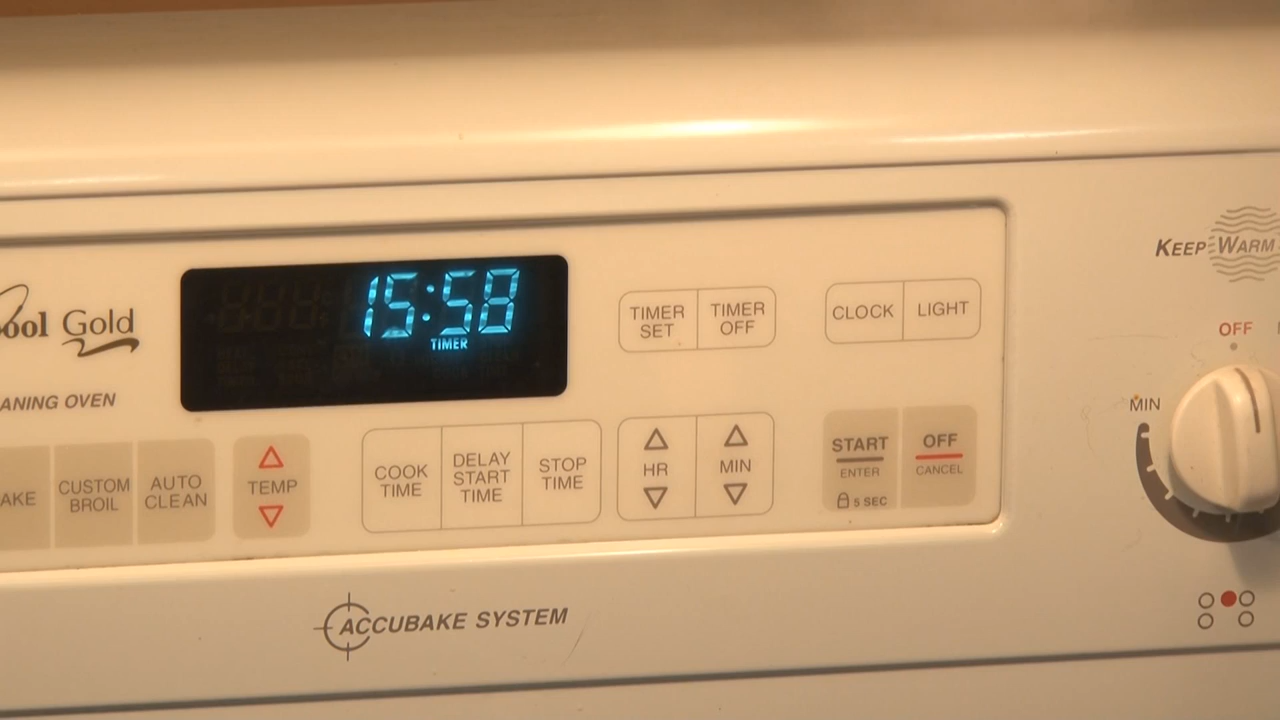 ool Gold
ANING OVEN
15:58
TIMER
TIMER
SET
TIMER
OFF
CLOCK
LIGHT
KEEP WARM
OFF
MIN
AKE
CUSTOM
BROIL
AUTO
CLEAN
TEMP
COOK
TIME
DELAY
START
TIME
STOP
TIME
HR
MIN
START
ENTER
5 SEC
OFF
CANCEL
ACCUBAKE SYSTEM